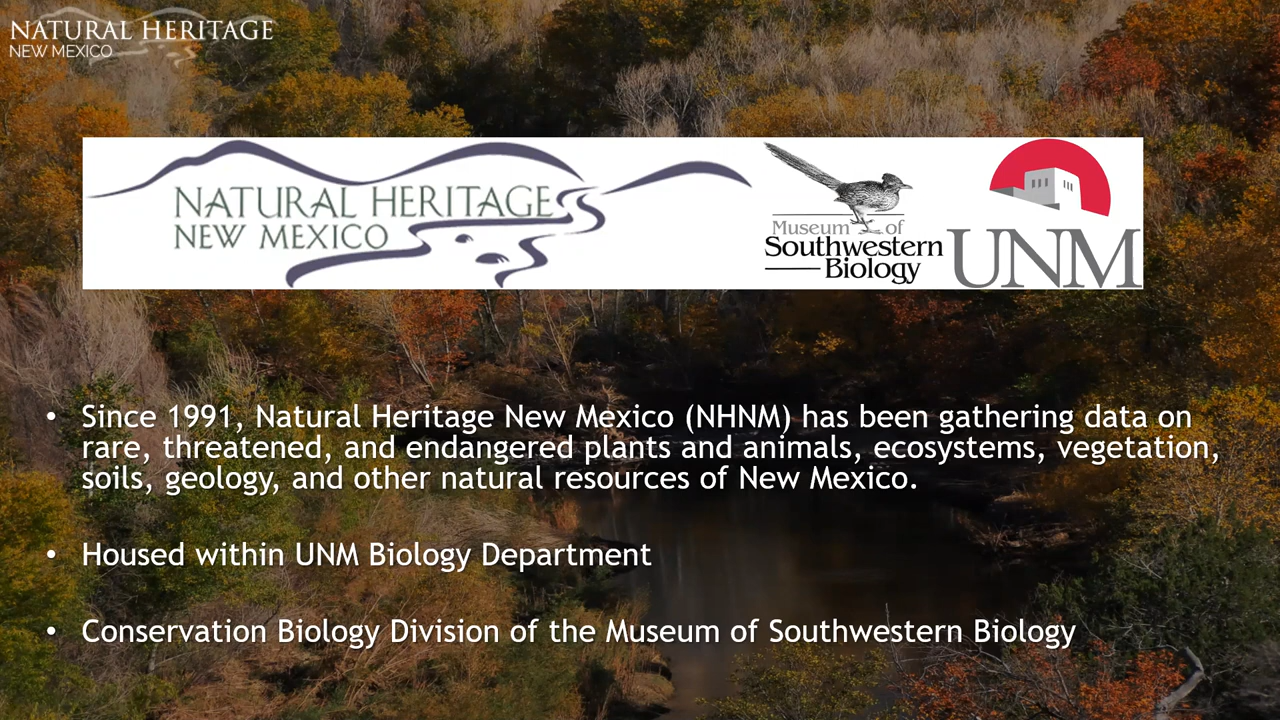 NATURAL HERITAGE
NEW MEXICO
NATURAL HERITAGE
NEW MEXICO
Museum of
Southwestern
Biology
UNM
• Since 1991, Natural Heritage New Mexico (NHNM) has been gathering data on
rare, threatened, and endangered plants and animals, ecosystems, vegetation,
soils, geology, and other natural resources of New Mexico.
• Housed within UNM Biology Department
• Conservation Biology Division of the Museum of Southwestern Biology